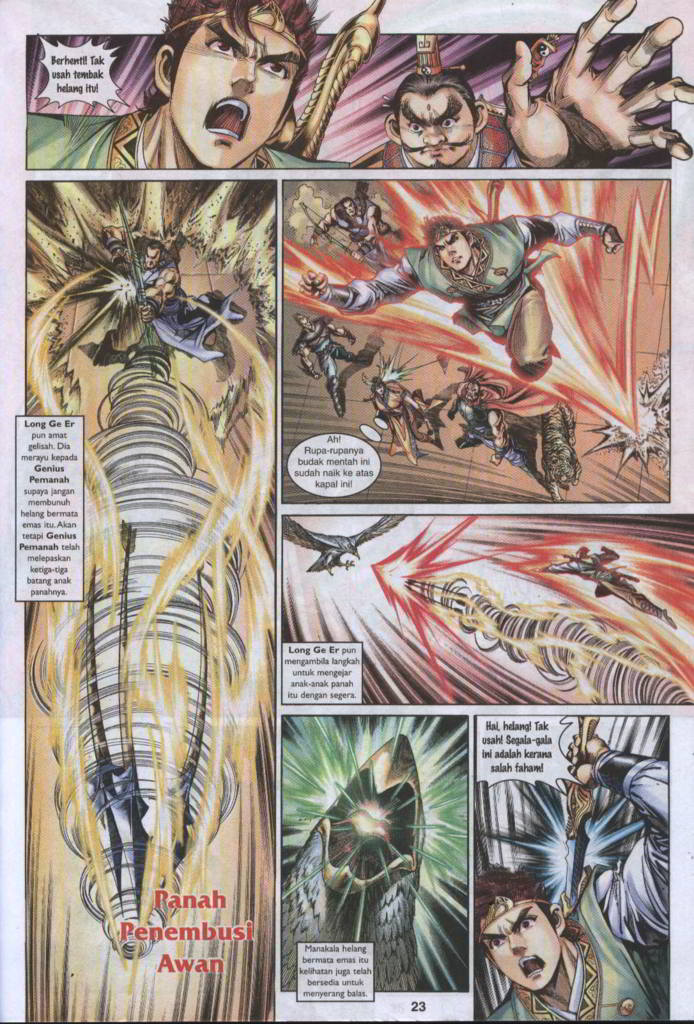 Berhenti! Tak
usah tembak
helang itu!
Long Ge Er
pun amat
gelisah. Dia
merayu kepada
Genius
Pemanah
supaya jangan
membunuh
helang bermata
emas itu. Akan
tetapi Genius
Pemanah telah
melepaskan
ketiga-tiga
batang anak
panahnya.
Panah
Penembusi
Awan
Ah!
Rupa-rupanya
budak mentah ini
sudah naik ke atas
kapal ini!
Long Ge Er pun
mengambila langkah
untuk mengejar
anak-anak panah
itu dengan segera.
Manakala helang
bermata emas itu
kelihatan juga telah
bersedia untuk
menyerang balas.
Hai, helang! Tak
usah! Segala-gala
ini adalah kerana
salah faham!
23